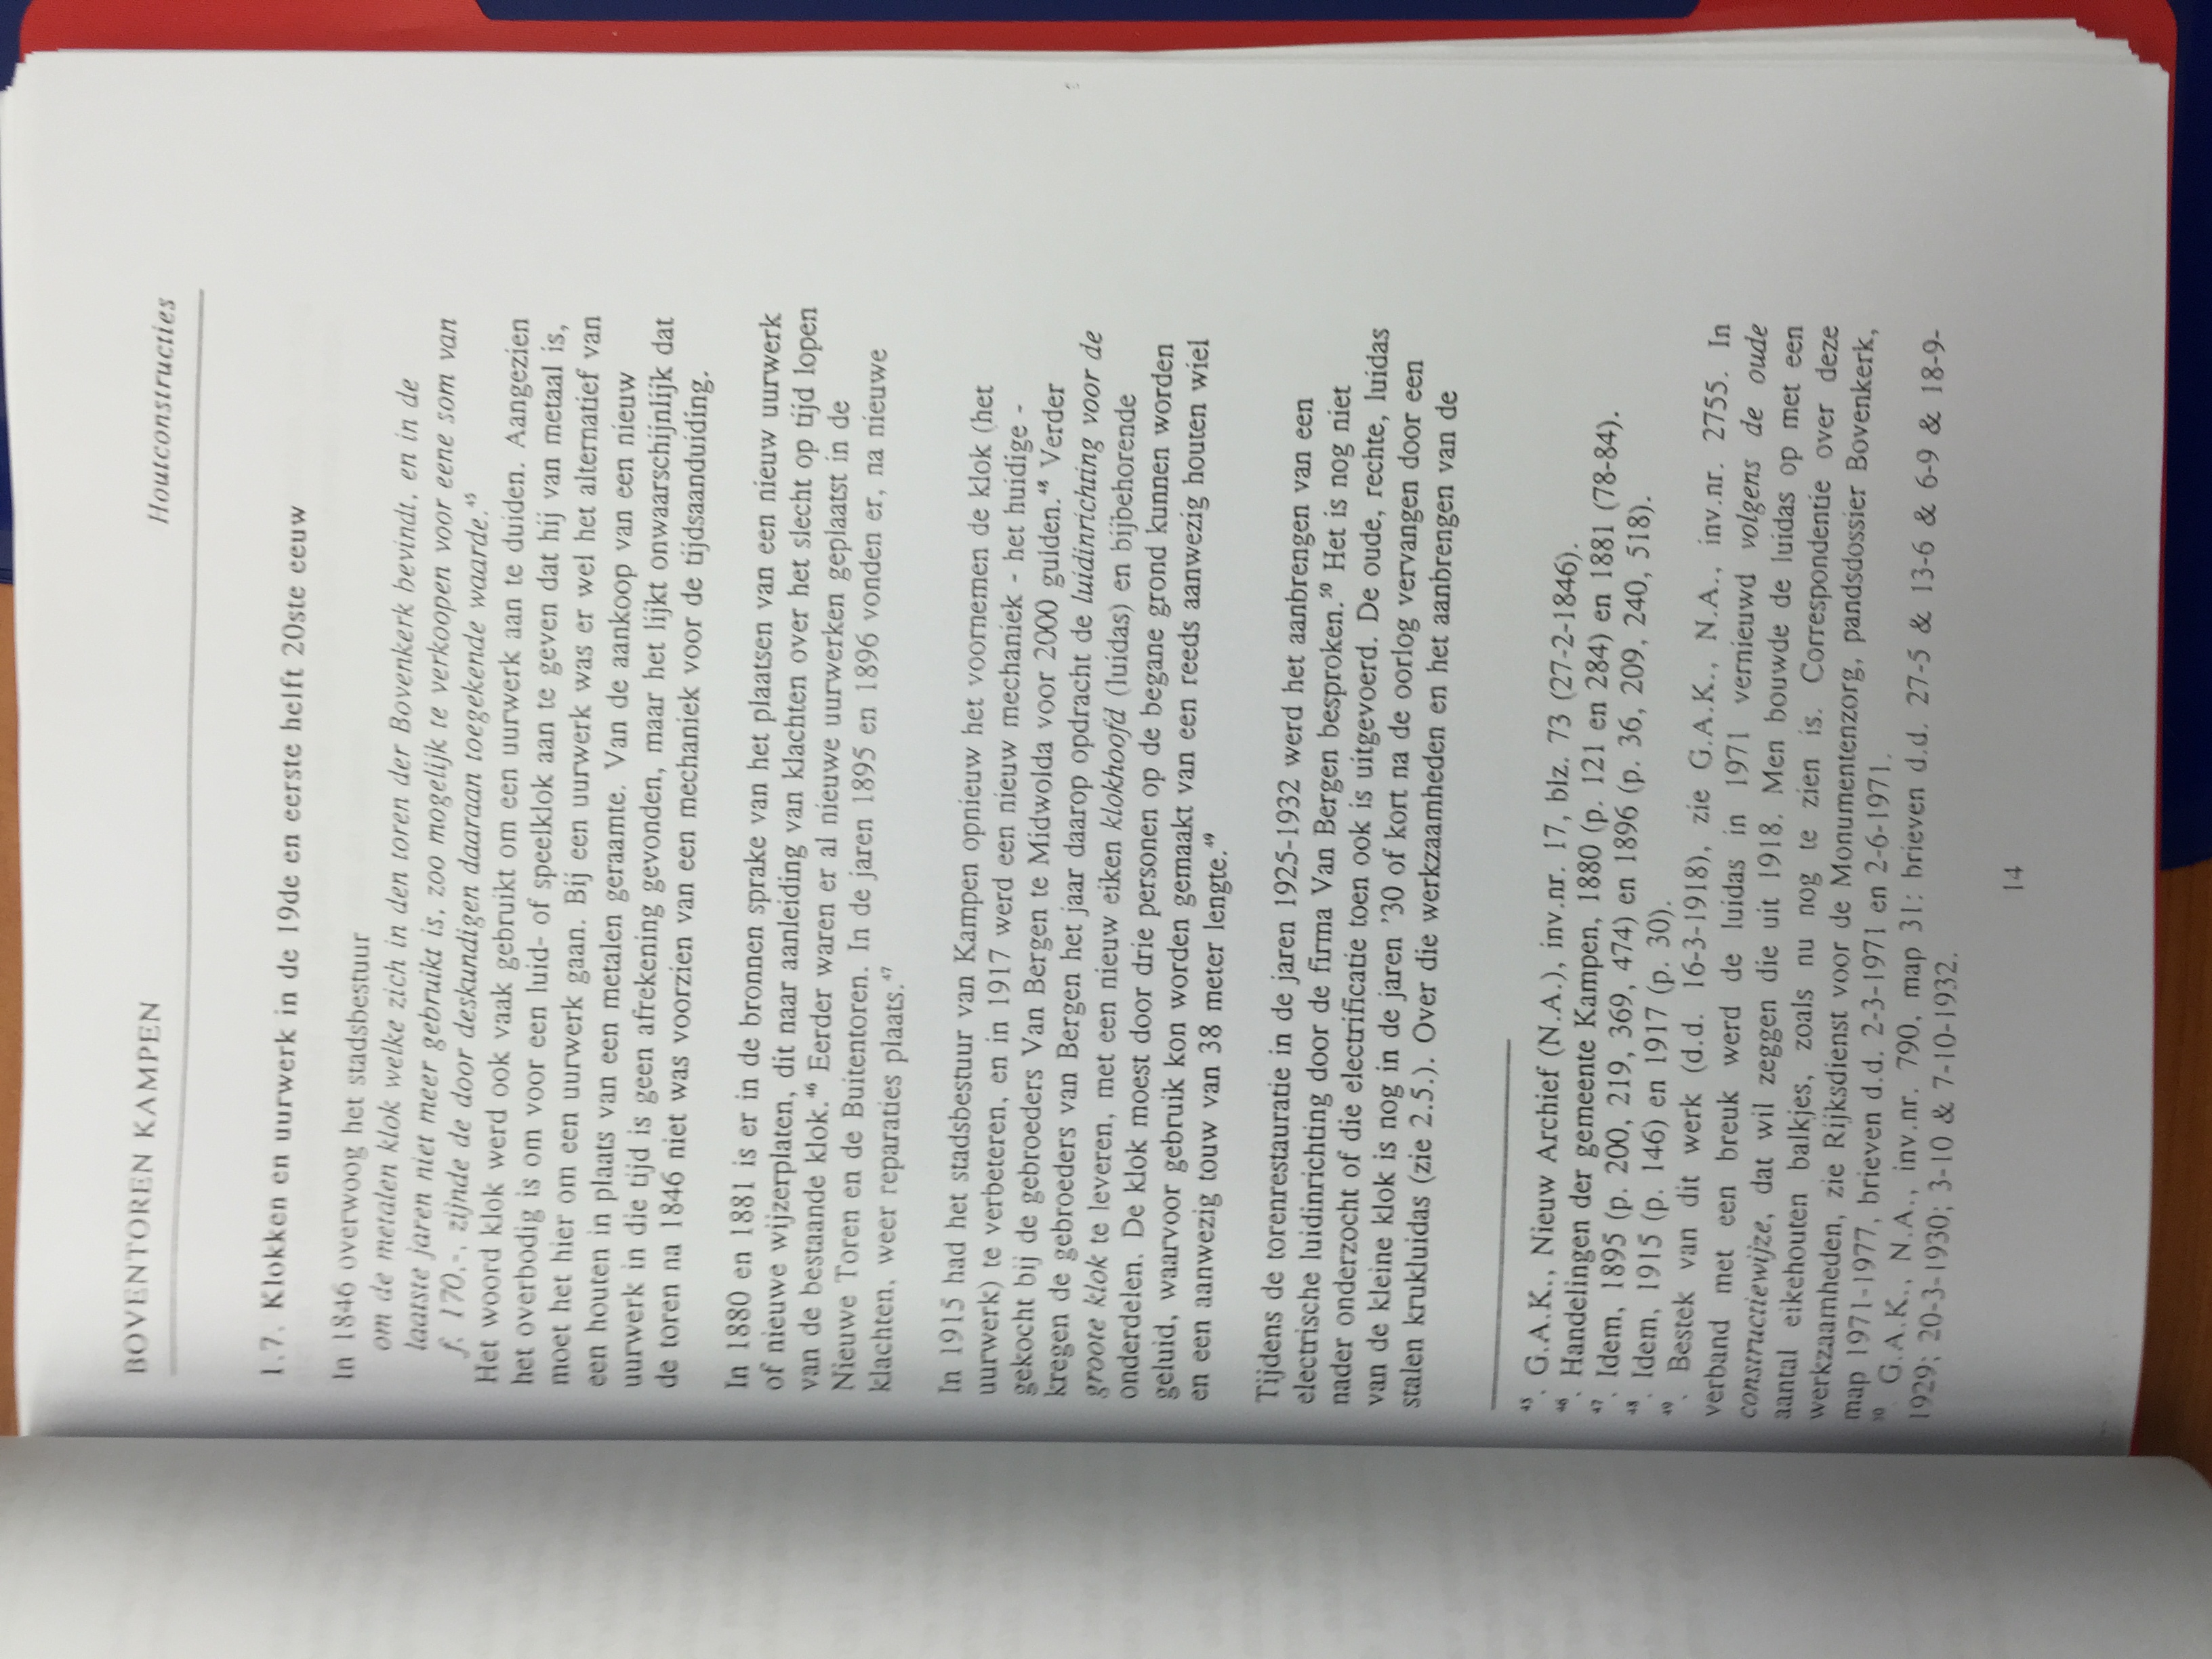 BOVENTOREN KAMPEN Houtconstructies
1.7. Klokken en uurwerk in de 19de en eerste helft 20ste eeuw
In 1846 overwoog het stadsbestuur
om de metalen klok welke zich in den toren der Bovenkerk bevindt, en in de
laatste jaren niet meer gebruikt is, zoo mogelijk te verkoopen voor eene som van
f. 170,-, zijnde de door deskundigen daaraan toegekende waarde.⁴⁵
Het woord klok werd ook vaak gebruikt om een uurwerk aan te duiden. Aangezien
het overbodig is om voor een luid- of speelklok aan te geven dat hij van metaal is,
moet het hier om een uurwerk gaan. Bij een uurwerk was er wel het alternatief van
een houten in plaats van een metalen geraamte. Van de aankoop van een nieuw
uurwerk in die tijd is geen afrekening gevonden, maar het lijkt onwaarschijnlijk dat
de toren na 1846 niet was voorzien van een mechaniek voor de tijdsaanduiding.
In 1880 en 1881 is er in de bronnen sprake van het plaatsen van een nieuw uurwerk
of nieuwe wijzerplaten, dit naar aanleiding van klachten over het slecht op tijd lopen
van de bestaande klok.⁴⁶ Eerder waren er al nieuwe uurwerken geplaatst in de
Nieuwe Toren en de Buitentoren. In de jaren 1895 en 1896 vonden er, na nieuwe
klachten, weer reparaties plaats.⁴⁷
In 1915 had het stadsbestuur van Kampen opnieuw het voornemen de klok (het
uurwerk) te verbeteren, en in 1917 werd een nieuw mechaniek - het huidige -
gekocht bij de gebroeders Van Bergen te Midwolda voor 2000 gulden.⁴⁸ Verder
kregen de gebroeders van Bergen het jaar daarop opdracht de luidinrichting voor de
groote klok te leveren, met een nieuw eiken klokhoofd (luidas) en bijbehorende
onderdelen. De klok moest door drie personen op de begane grond kunnen worden
geluid, waarvoor gebruik kon worden gemaakt van een reeds aanwezig houten wiel
en een aanwezig touw van 38 meter lengte.⁴⁹
Tijdens de torenrestauratie in de jaren 1925-1932 werd het aanbrengen van een
electrische luidinrichting door de firma Van Bergen besproken.⁵⁰ Het is nog niet
nader onderzocht of die electrificatie toen ook is uitgevoerd. De oude, rechte, luidas
van de kleine klok is nog in de jaren '30 of kort na de oorlog vervangen door een
stalen krukluidas (zie 2.5.). Over die werkzaamheden en het aanbrengen van de
⁴⁵. G.A.K., Nieuw Archief (N.A.), inv.nr. 17, blz. 73 (27-2-1846).
⁴⁶. Handelingen der gemeente Kampen, 1880 (p. 121 en 284) en 1881 (78-84).
⁴⁷. Idem, 1895 (p. 200, 219, 369, 474) en 1896 (p. 36, 209, 240, 518).
⁴⁸. Idem, 1915 (p. 146) en 1917 (p. 30).
⁴⁹. Bestek van dit werk (d.d. 16-3-1918), zie G.A.K., N.A., inv.nr. 2755. In
verband met een breuk werd de luidas in 1971 vernieuwd volgens de oude
constructiewijze, dat wil zeggen die uit 1918. Men bouwde de luidas op met een
aantal eikehouten balkjes, zoals nu nog te zien is. Correspondentie over deze
werkzaamheden, zie Rijksdienst voor de Monumentenzorg, pandsdossier Bovenkerk,
map 1971-1977, brieven d.d. 2-3-1971 en 2-6-1971.
⁵⁰. G.A.K., N.A., inv.nr. 790, map 31: brieven d.d. 27-5 & 13-6 & 6-9 & 18-9-
1929; 20-3-1930; 3-10 & 7-10-1932.
14